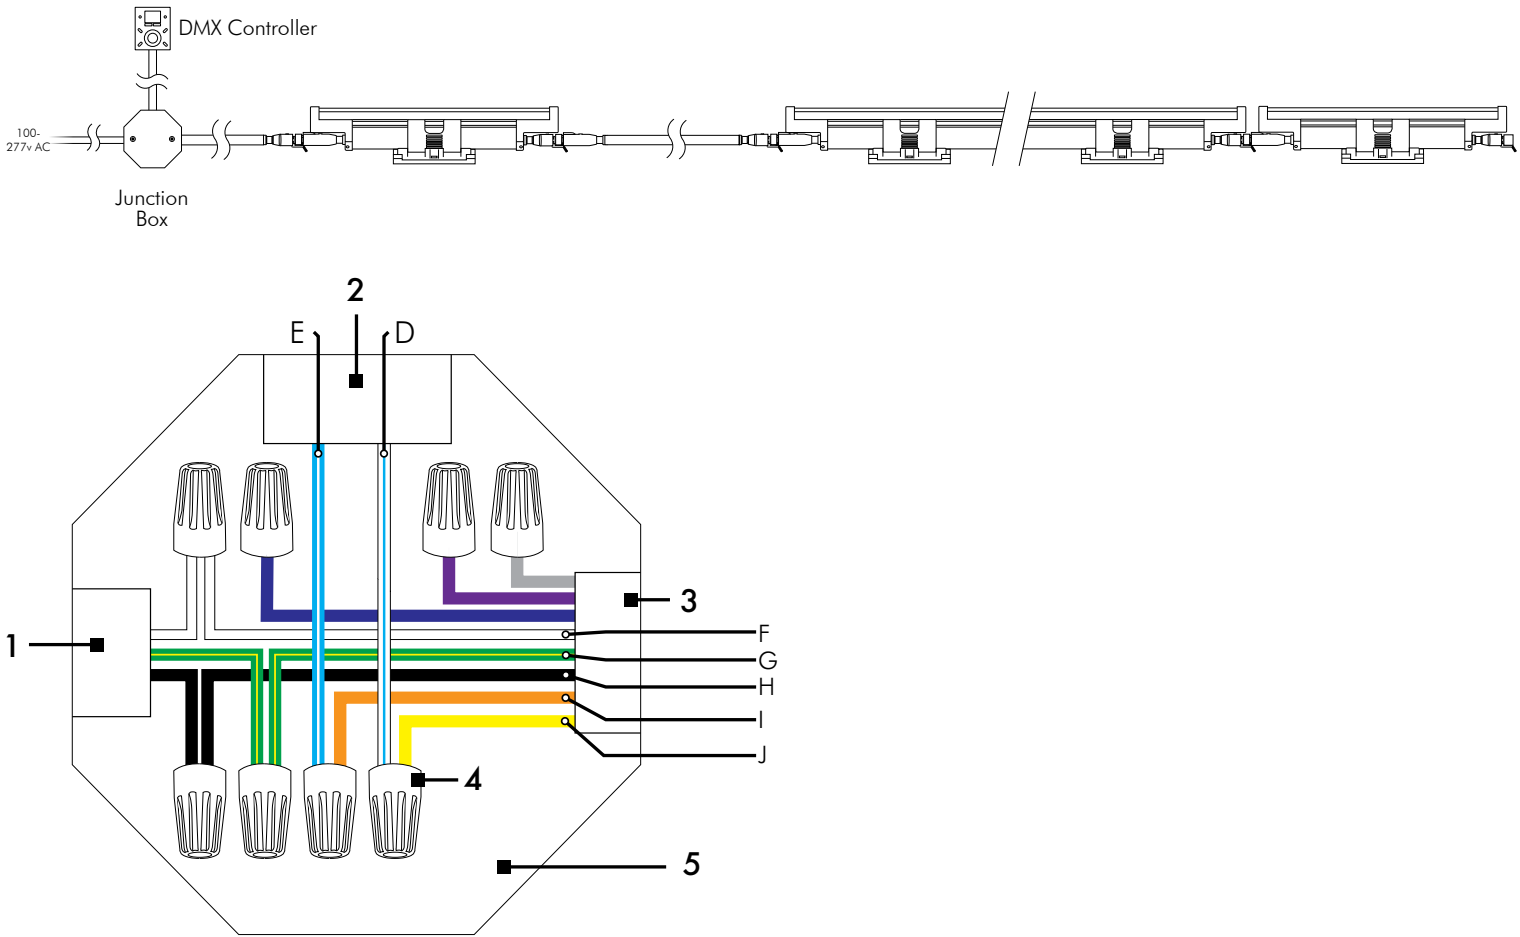 DMX Controller
100-
277v AC
Junction
Box
2
E
D
1
3
F
G
H
I
J
4
5